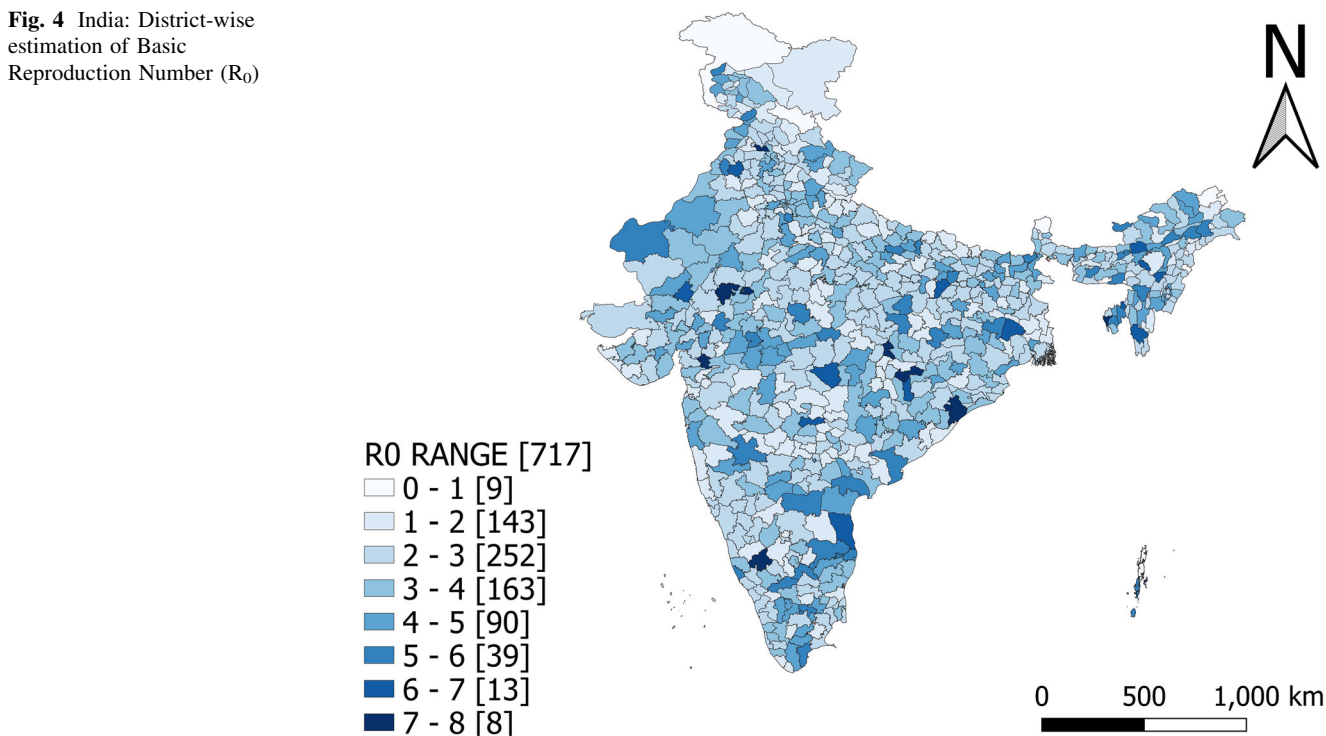 Fig. 4 India: District-wise
estimation of Basic
Reproduction Number (R₀)
N
R0 RANGE [717]
0 - 1 [9]
1 - 2 [143]
2 - 3 [252]
3 - 4 [163]
4 - 5 [90]
5 - 6 [39]
6 - 7 [13]
7 - 8 [8]
0 500 1,000 km